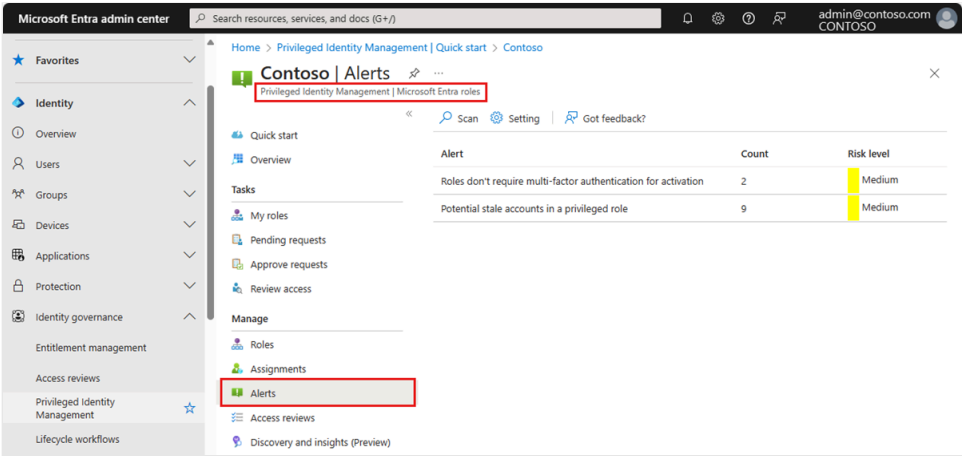 Microsoft Entra admin center
Search resources, services, and docs (G+/)
admin@contoso.com
CONTOSO
Favorites
Identity
Overview
Users
Groups
Devices
Applications
Protection
Identity governance
Entitlement management
Access reviews
Privileged Identity
Management
Lifecycle workflows
Home > Privileged Identity Management | Quick start > Contoso
Contoso | Alerts
Privileged Identity Management | Microsoft Entra roles
Quick start
Overview
Tasks
My roles
Pending requests
Approve requests
Review access
Manage
Roles
Assignments
Alerts
Access reviews
Discovery and insights (Preview)
Scan Setting Got feedback?
Alert Count Risk level
Roles don't require multi-factor authentication for activation 2 Medium
Potential stale accounts in a privileged role 9 Medium